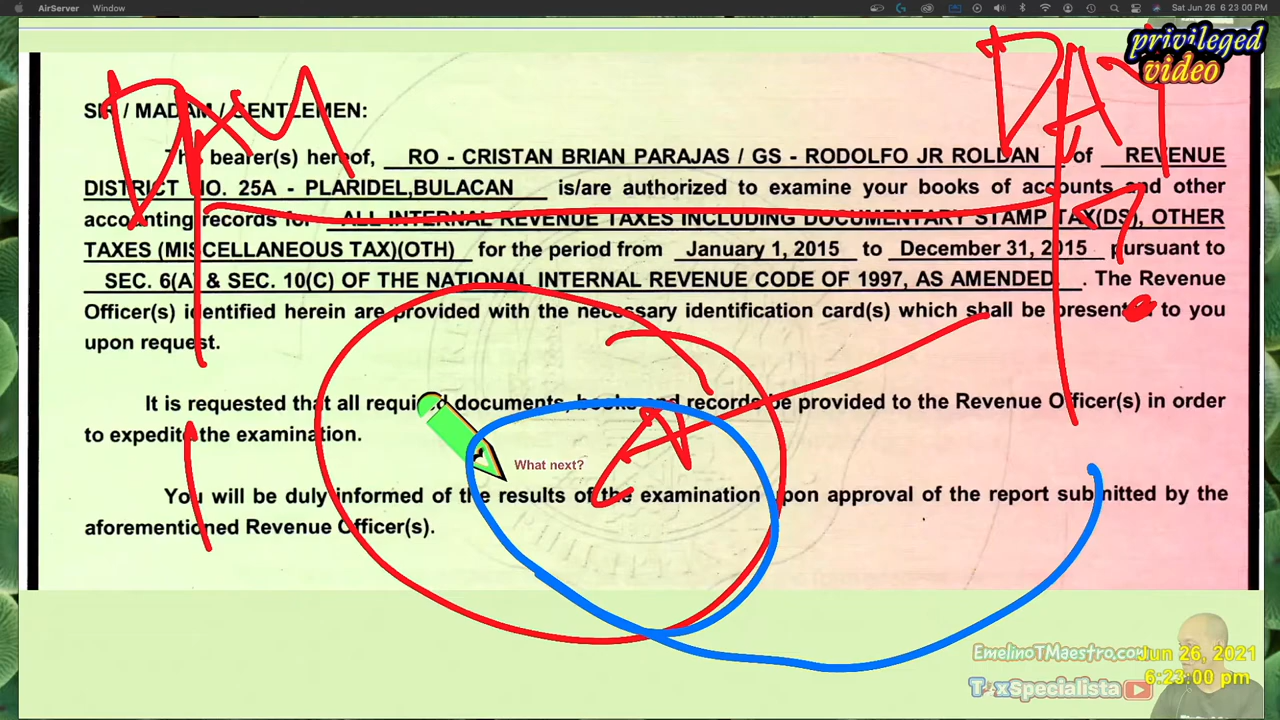 AirServer Window Sat Jun 26 6:23:00 PM
privileged
video
DAY
SIR / MADAM / GENTLEMEN:
The bearer(s) hereof, RO - CRISTAN BRIAN PARAJAS / GS - RODOLFO JR ROLDAN of REVENUE
DISTRICT NO. 25A - PLARIDEL,BULACAN is/are authorized to examine your books of accounts and other
accounting records for ALL INTERNAL REVENUE TAXES INCLUDING DOCUMENTARY STAMP TAX(DS), OTHER
TAXES (MISCELLANEOUS TAX)(OTH) for the period from January 1, 2015 to December 31, 2015 pursuant to
SEC. 6(A) & SEC. 10(C) OF THE NATIONAL INTERNAL REVENUE CODE OF 1997, AS AMENDED. The Revenue
Officer(s) identified herein are provided with the necessary identification card(s) which shall be presented to you
upon request.
It is requested that all required documents, books and records be provided to the Revenue Officer(s) in order
to expedite the examination.
What next?
You will be duly informed of the results of the examination upon approval of the report submitted by the
aforementioned Revenue Officer(s).
EmelinoTMaestro.com
Jun 26, 2021
TaxSpecialista
6:23:00 pm